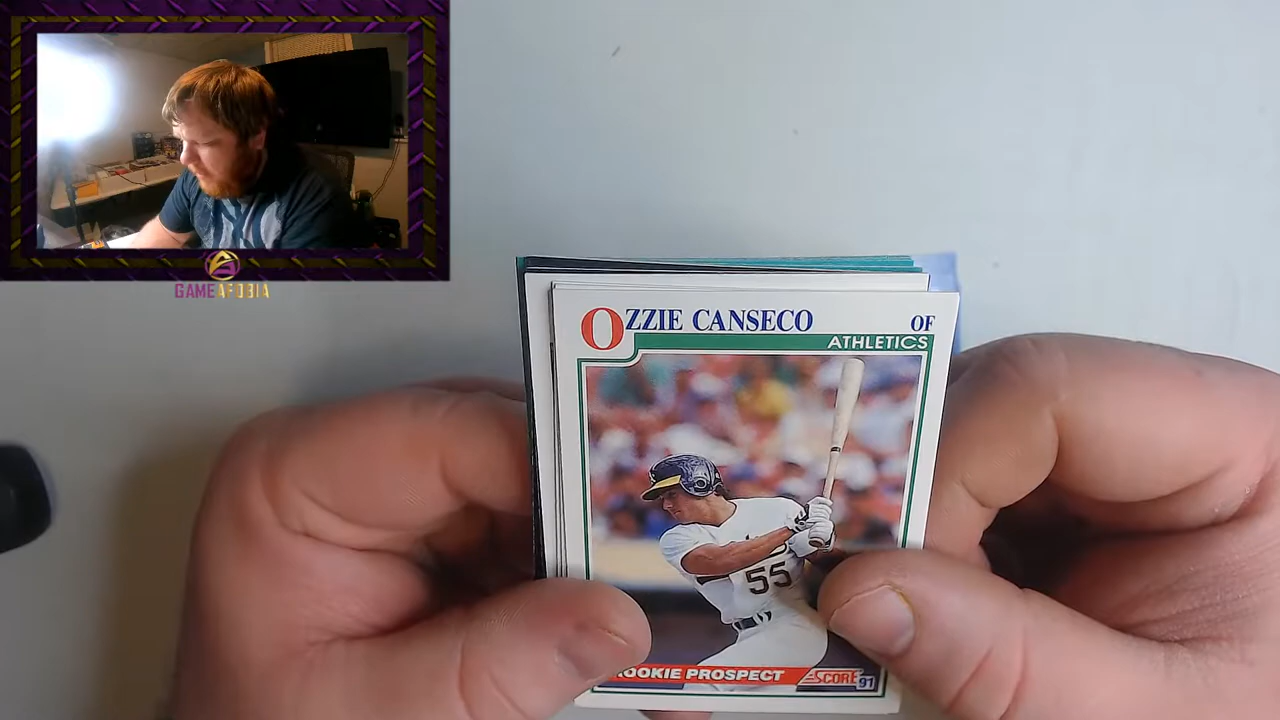 GAMEAFOBIA
OZZIE CANSECO
OF
ATHLETICS
55
ROOKIE PROSPECT
SCORE 91